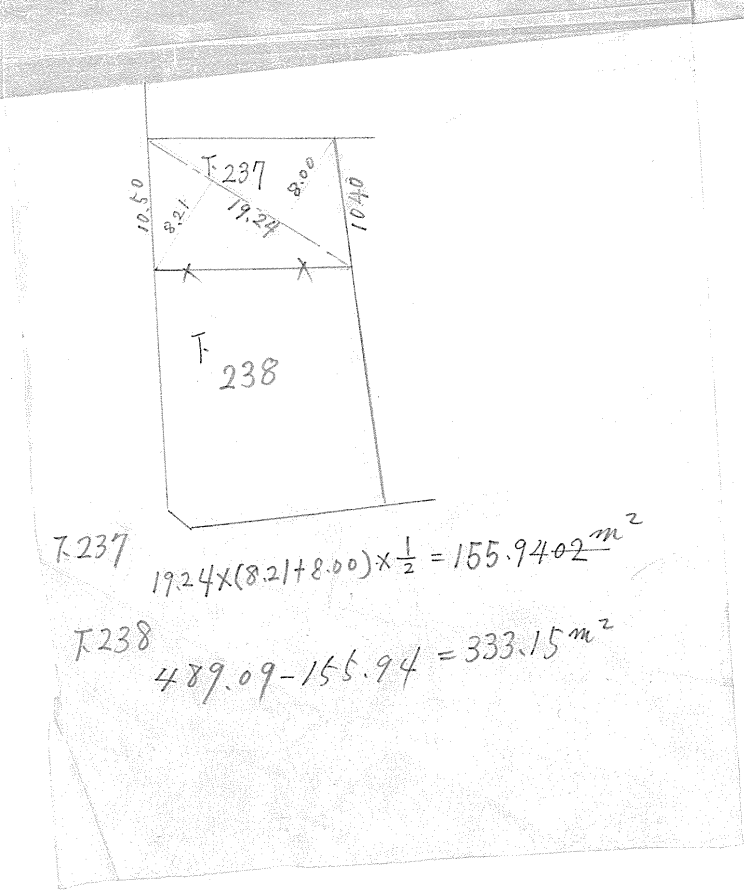 T.237
10.50
8.21
19.24
8.00
10.40
T.
238
T.237
19.24×(8.21+8.00)×1/2=155.9402m²
T.238
489.09-155.94=333.15m²